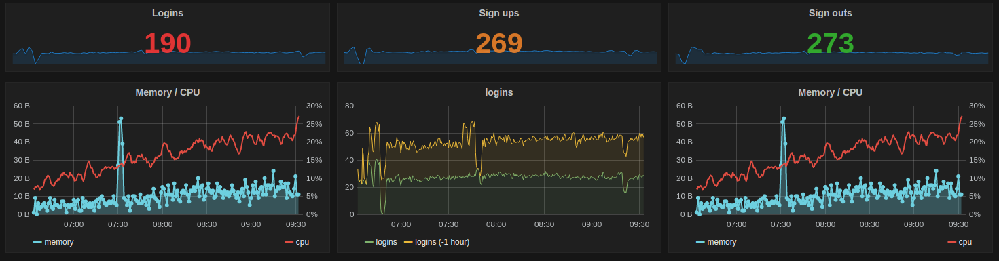 Logins
190
Sign ups
269
Sign outs
273
Memory / CPU
60 B
50 B
40 B
30 B
20 B
10 B
0 B
30%
25%
20%
15%
10%
5%
0%
07:00 07:30 08:00 08:30 09:00 09:30
memory cpu
logins
80
60
40
20
0
07:00 07:30 08:00 08:30 09:00 09:30
logins logins (-1 hour)
Memory / CPU
60 B
50 B
40 B
30 B
20 B
10 B
0 B
30%
25%
20%
15%
10%
5%
0%
07:00 07:30 08:00 08:30 09:00 09:30
memory cpu